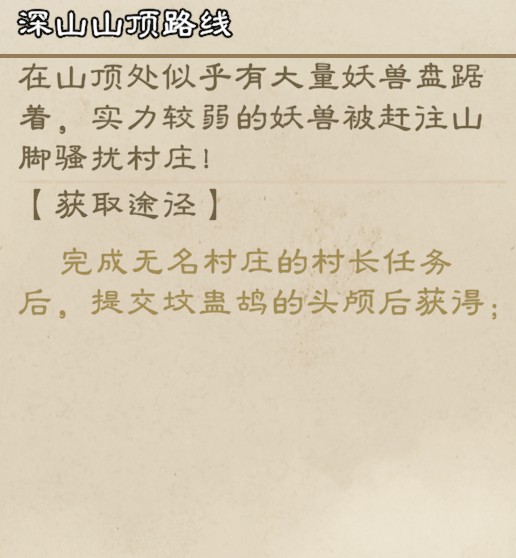 深山山顶路线
在山顶处似乎有大量妖兽盘踞
着，实力较弱的妖兽被赶往山
脚骚扰村庄！
【获取途径】
完成无名村庄的村长任务
后，提交坟蛊鸪的头颅后获得；